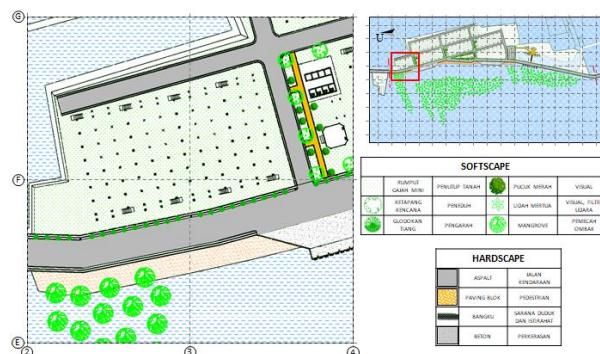 G
F
E
2
3
4
U
SOFTSCAPE
RUMPUT GAJAH MINI
PENUTUP TANAH
PUCUK MERAH
VISUAL
KETAPANG KENCANA
PENEDUH
LIDAH MERTUA
VISUAL, FILTER UDARA
GLODOKAN TIANG
PENGARAH
MANGROVE
PEMECAH OMBAK
HARDSCAPE
ASPALT
JALAN KENDARAAN
PAVING BLOK
PEDESTRIAN
BANGKU
SARANA DUDUK DAN ISTIRAHAT
BETON
PERKERASAN